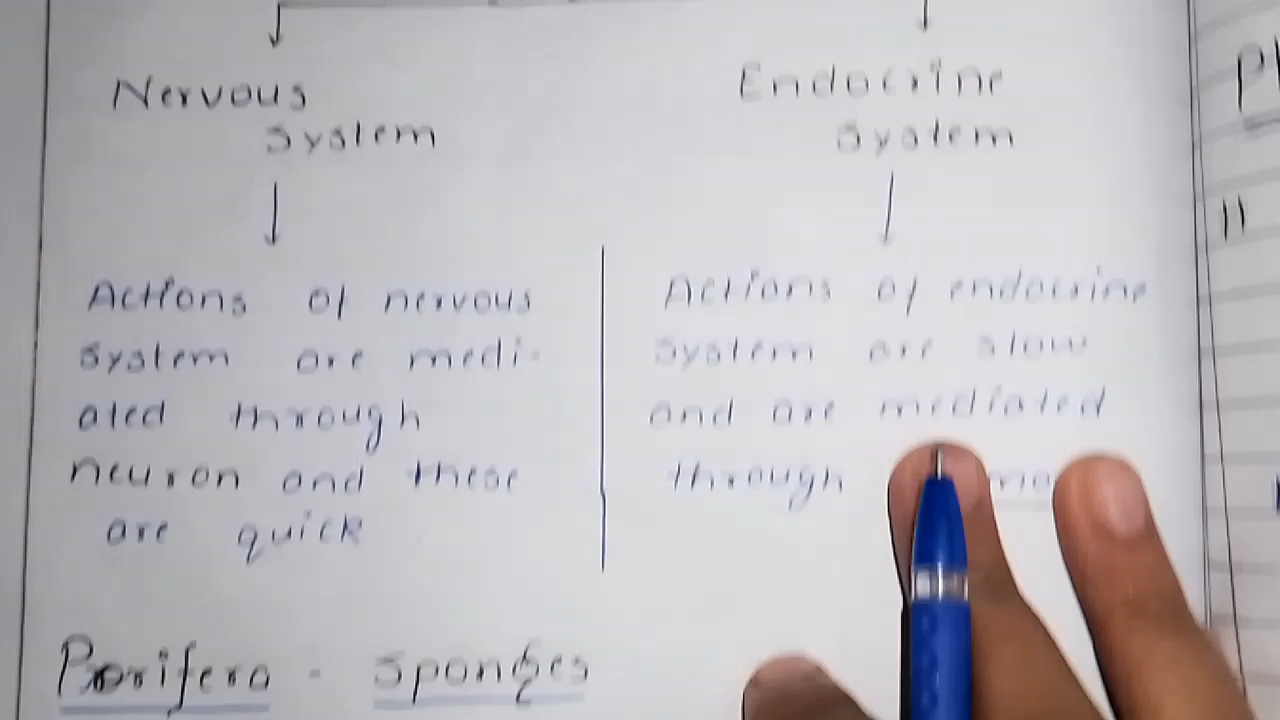 Nervous
System
Endocrine
System
Actions of nervous
system are medi-
ated through
neuron and these
are quick
Actions of endocrine
system are slow
and are mediated
through
Porifera - Sponges
11